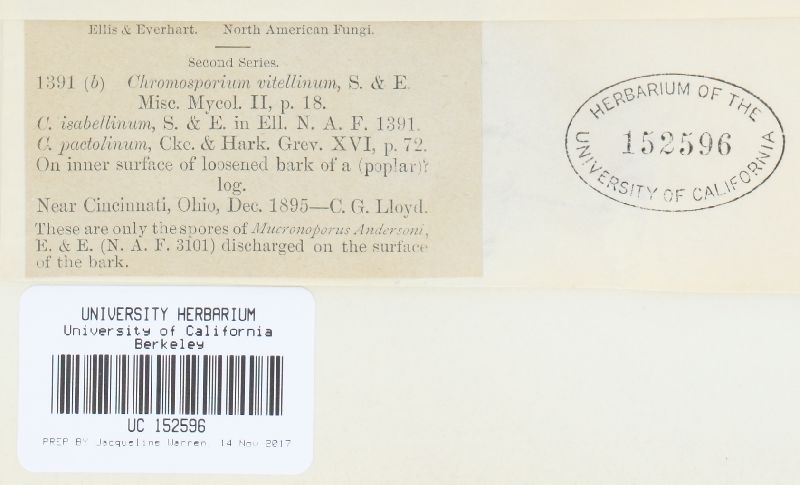 Ellis & Everhart. North American Fungi.
Second Series.
1391 (b) Chromosporium vitellinum, S. & E.
Misc. Mycol. II, p. 18.
C. isabellinum, S. & E. in Ell. N. A. F. 1391.
C. pactolinum, Cke. & Hark. Grev. XVI, p. 72.
On inner surface of loosened bark of a (poplar)?
log.
Near Cincinnati, Ohio, Dec. 1895—C. G. Lloyd.
These are only the spores of Mucronoporus Andersoni,
E. & E. (N. A. F. 3101) discharged on the surface
of the bark.
HERBARIUM OF THE
152596
UNIVERSITY OF CALIFORNIA
UNIVERSITY HERBARIUM
University of California
Berkeley
UC 152596
PREP BY Jacqueline Warren 14 Nov 2017